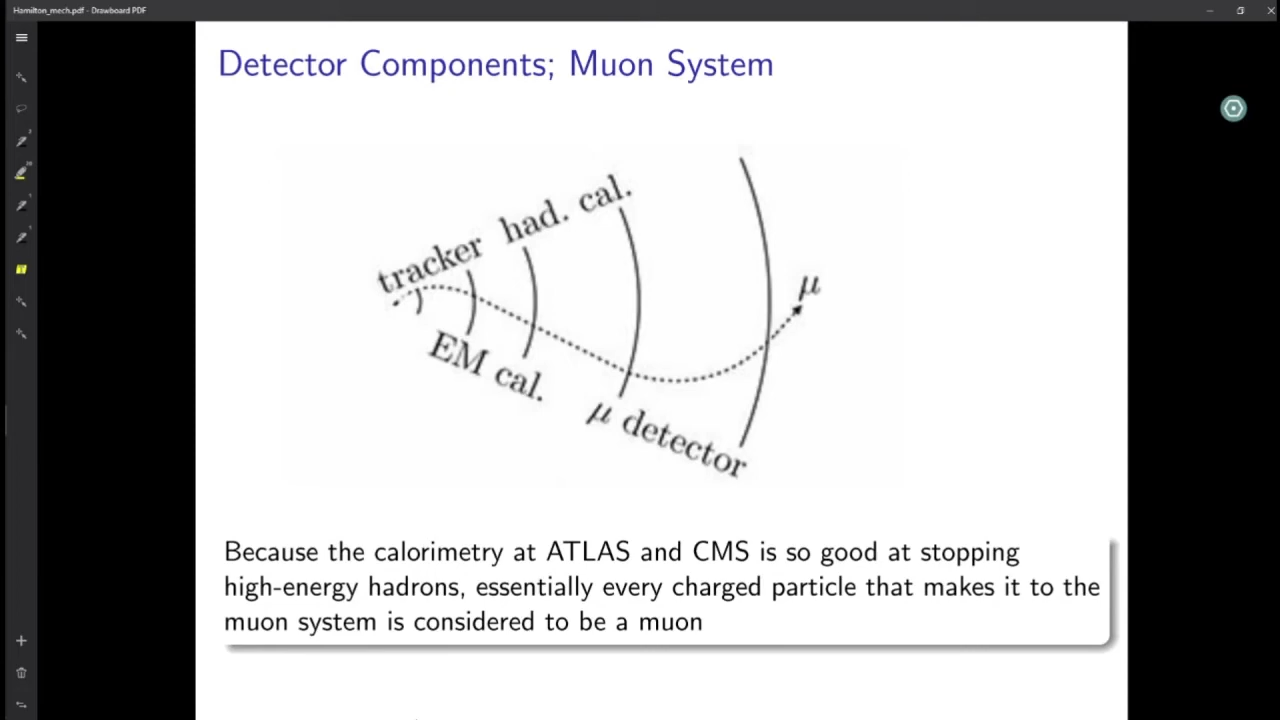 Hamilton_mech.pdf - Drawboard PDF
Detector Components; Muon System
tracker had. cal.
μ
EM cal.
μ detector
Because the calorimetry at ATLAS and CMS is so good at stopping
high-energy hadrons, essentially every charged particle that makes it to the
muon system is considered to be a muon